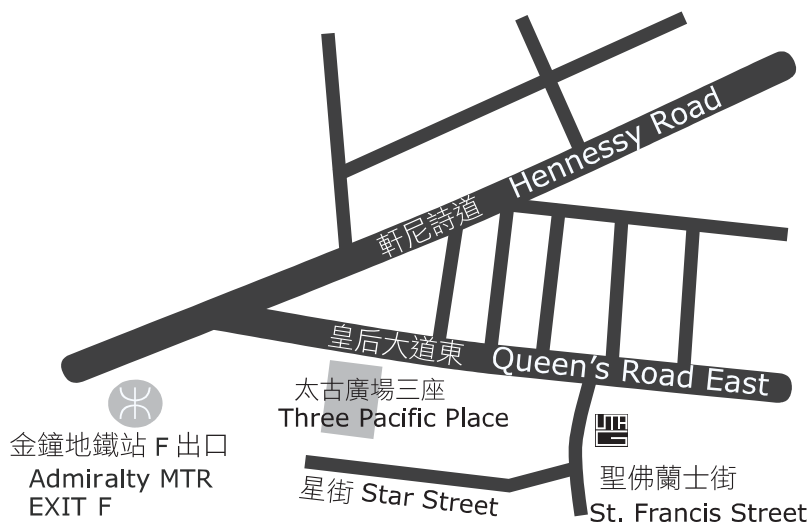 軒尼詩道 Hennessy Road
皇后大道東 Queen's Road East
太古廣場三座
Three Pacific Place
金鐘地鐵站 F 出口
Admiralty MTR
EXIT F
星街 Star Street
聖佛蘭士街
St. Francis Street